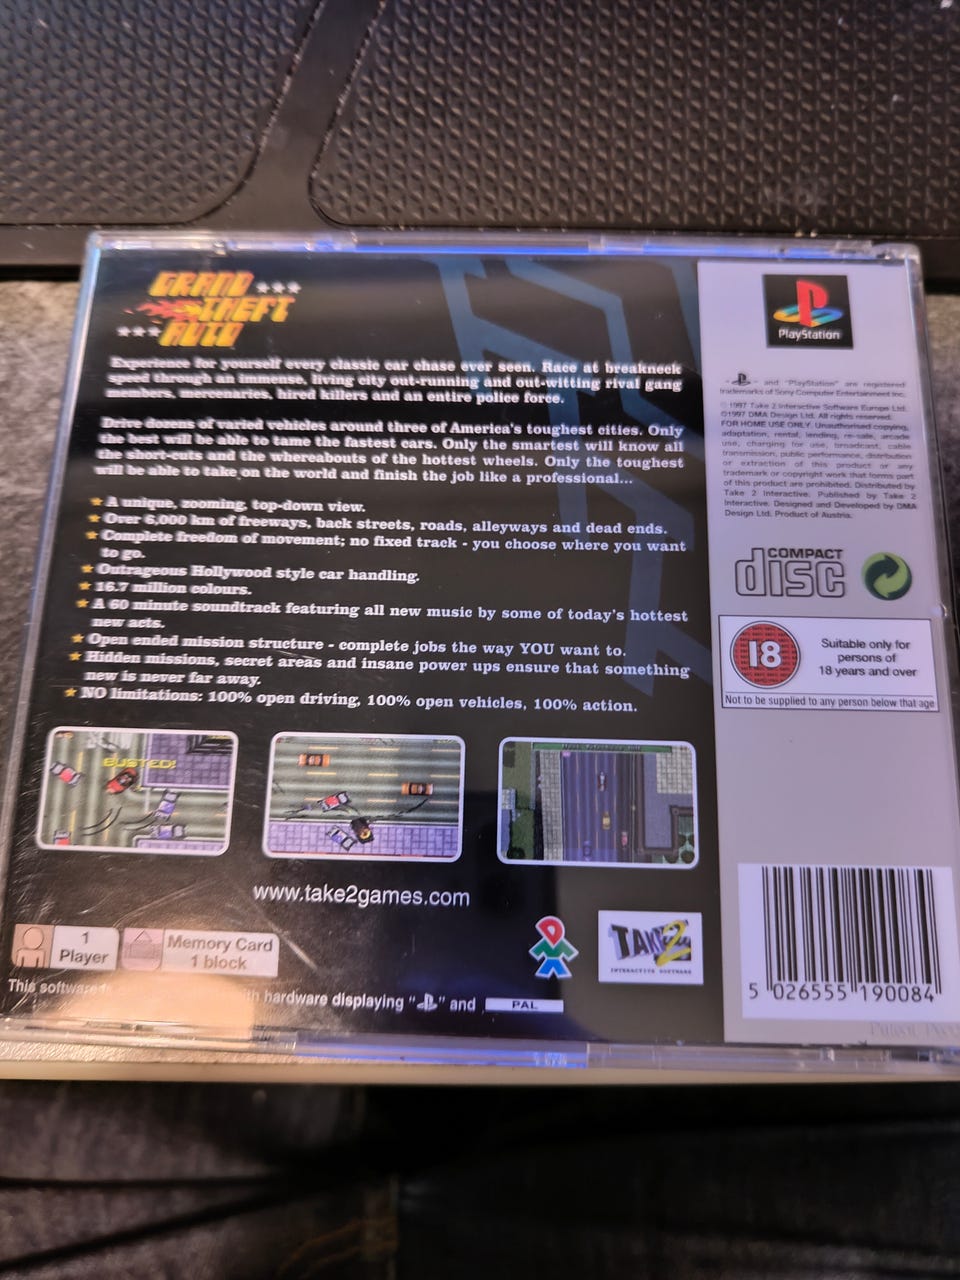 GRAND
THEFT
AUTO
Experience for yourself every classic car chase ever seen. Race at breakneck
speed through an immense, living city out-running and out-witting rival gang
members, mercenaries, hired killers and an entire police force.
Drive dozens of varied vehicles around three of America's toughest cities. Only
the best will be able to tame the fastest cars. Only the smartest will know all
the short-cuts and the whereabouts of the hottest wheels. Only the toughest
will be able to take on the world and finish the job like a professional...
A unique, zooming, top-down view.
Over 6,000 km of freeways, back streets, roads, alleyways and dead ends.
Complete freedom of movement; no fixed track - you choose where you want
to go.
Outrageous Hollywood style car handling.
16.7 million colours.
A 60 minute soundtrack featuring all new music by some of today's hottest
new acts.
Open ended mission structure - complete jobs the way YOU want to.
Hidden missions, secret areas and insane power ups ensure that something
new is never far away.
NO limitations: 100% open driving, 100% open vehicles, 100% action.
BUSTED!
www.take2games.com
1
Player
Memory Card
1 block
DMA
TAKE 2
INTERACTIVE SOFTWARE
This software is
with hardware displaying " " and PAL
PlayStation
" " and "PlayStation" are registered
trademarks of Sony Computer Entertainment Inc.
© 1997 Take 2 Interactive Software Europe Ltd.
©1997 DMA Design Ltd. All rights reserved.
FOR HOME USE ONLY. Unauthorised copying,
adaptation, rental, lending, re-sale, arcade
use, charging for use, broadcast, cable
transmission, public performance, distribution
or extraction of this product or any
trademark or copyright work that forms part
of this product are prohibited. Distributed by
Take 2 Interactive. Published by Take 2
Interactive. Designed and Developed by DMA
Design Ltd. Product of Austria.
COMPACT
disc
18
Suitable only for
persons of
18 years and over
Not to be supplied to any person below that age
5 026555 190084